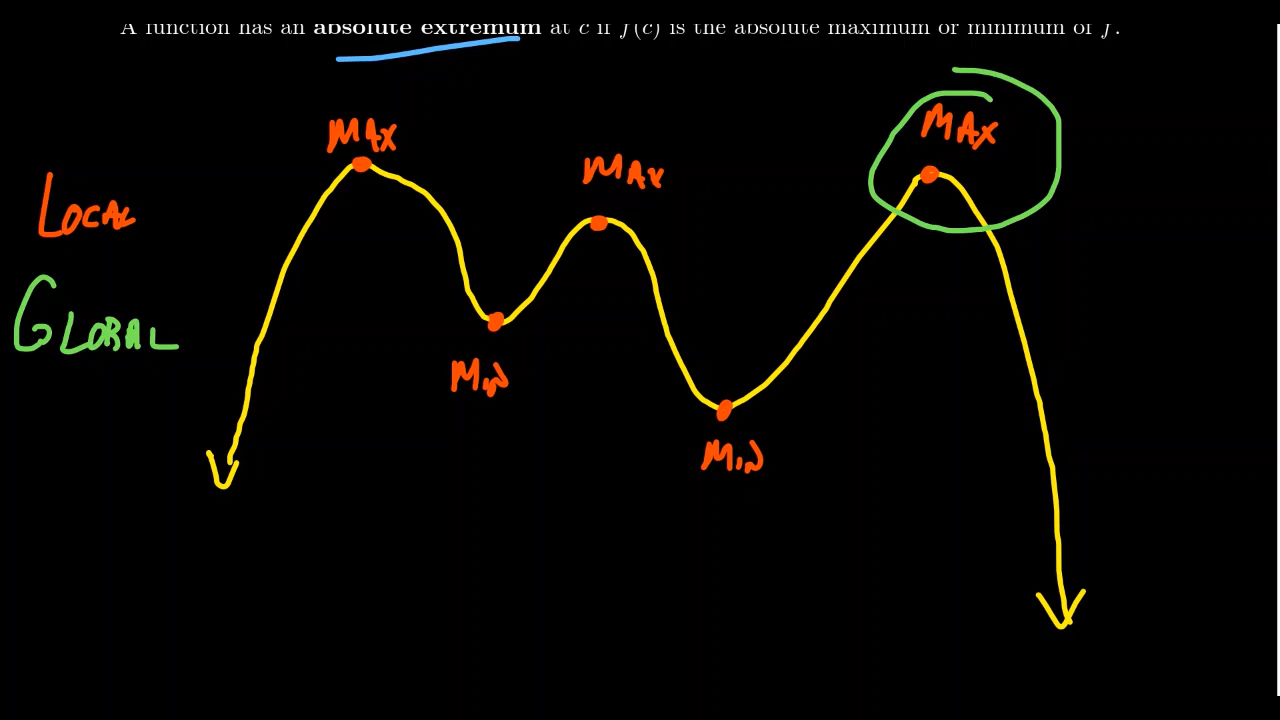 A function has an absolute extremum at c if f(c) is the absolute maximum or minimum of f.
MAX
MAX
MAX
LOCAL
GLOBAL
MIN
MIN